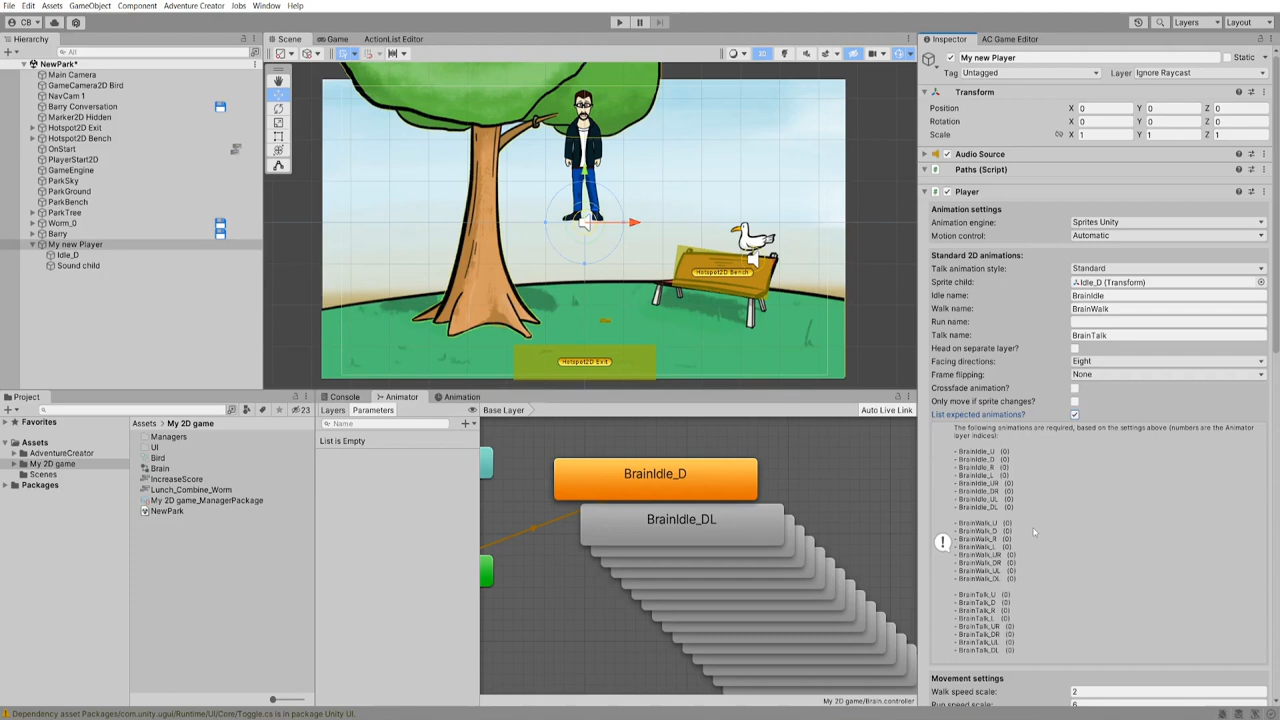 File Edit Assets GameObject Component Adventure Creator Jobs Window Help
CB Layers Layout
Hierarchy
All
NewPark*
Main Camera
GameCamera2D Bird
NavCam 1
Barry Conversation
Marker2D Hidden
Hotspot2D Exit
Hotspot2D Bench
OnStart
PlayerStart2D
GameEngine
ParkSky
ParkGround
ParkBench
ParkTree
Worm_0
Barry
My new Player
Idle_D
Sound child
Scene Game ActionList Editor
2D
Hotspot2D Bench
Hotspot2D Exit
Project
23
Favorites
Assets
AdventureCreator
My 2D game
Scenes
Packages
Assets > My 2D game
Managers
UI
Bird
Brain
IncreaseScore
Lunch_Combine_Worm
My 2D game_ManagerPackage
NewPark
Console Animator Animation
Layers Parameters Base Layer Auto Live Link
Name
List is Empty
BrainIdle_D
BrainIdle_DL
My 2D game/Brain.controller
Inspector AC Game Editor
My new Player Static
Tag Untagged Layer Ignore Raycast
Transform
Position X 0 Y 0 Z 0
Rotation X 0 Y 0 Z 0
Scale X 1 Y 1 Z 1
Audio Source
Paths (Script)
Player
Animation settings
Animation engine: Sprites Unity
Motion control: Automatic
Standard 2D animations:
Talk animation style: Standard
Sprite child: Idle_D (Transform)
Idle name: BrainIdle
Walk name: BrainWalk
Run name:
Talk name: BrainTalk
Head on separate layer?
Facing directions: Eight
Frame flipping: None
Crossfade animation?
Only move if sprite changes?
List expected animations?
The following animations are required, based on the settings above (numbers are the Animator
layer indices):
- BrainIdle_U (0)
- BrainIdle_D (0)
- BrainIdle_R (0)
- BrainIdle_L (0)
- BrainIdle_UR (0)
- BrainIdle_DR (0)
- BrainIdle_UL (0)
- BrainIdle_DL (0)
- BrainWalk_U (0)
- BrainWalk_D (0)
- BrainWalk_R (0)
- BrainWalk_L (0)
- BrainWalk_UR (0)
- BrainWalk_DR (0)
- BrainWalk_UL (0)
- BrainWalk_DL (0)
- BrainTalk_U (0)
- BrainTalk_D (0)
- BrainTalk_R (0)
- BrainTalk_L (0)
- BrainTalk_UR (0)
- BrainTalk_DR (0)
- BrainTalk_UL (0)
- BrainTalk_DL (0)
Movement settings
Walk speed scale: 2
Run speed scale: 6
Dependency asset Packages/com.unity.ugui/Runtime/UI/Core/Toggle.cs is in package Unity UI.